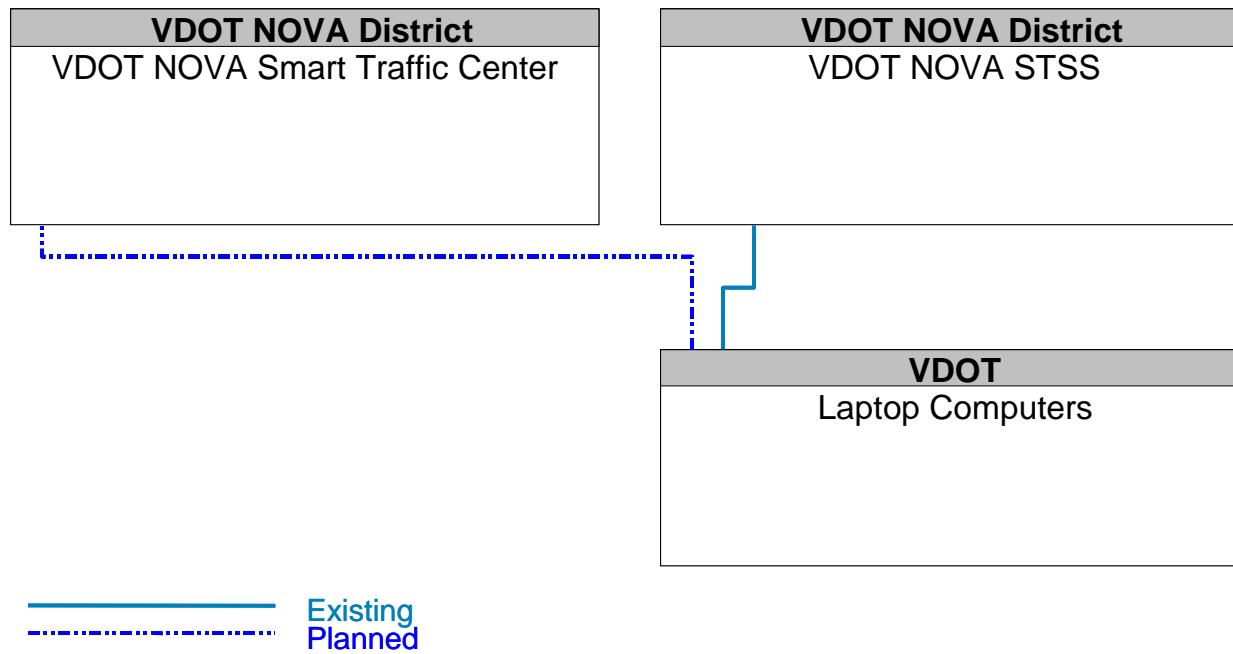 VDOT NOVA District
VDOT NOVA Smart Traffic Center
VDOT NOVA District
VDOT NOVA STSS
VDOT
Laptop Computers
Existing
Planned